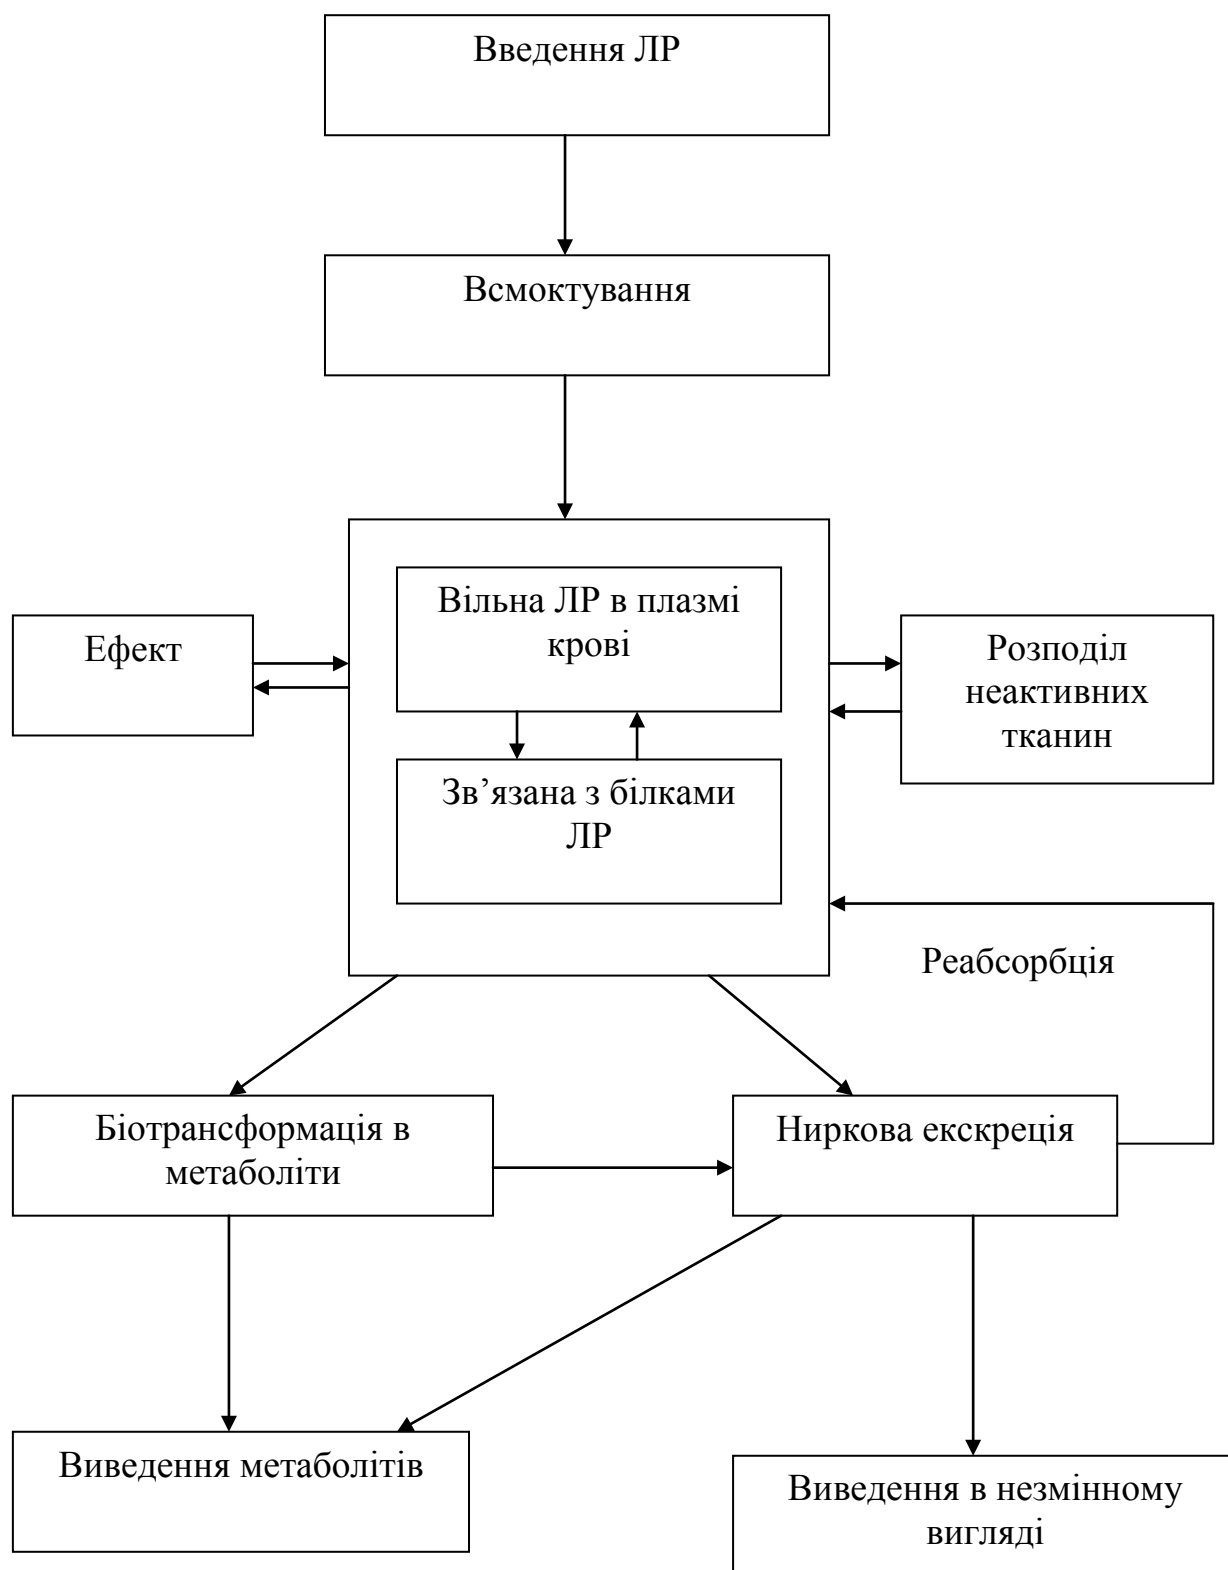 Введення ЛР
Всмоктування
Вільна ЛР в плазмі
крові
Ефект
Розподіл
неактивних
тканин
Зв’язана з білками
ЛР
Реабсорбція
Біотрансформація в
метаболіти
Ниркова екскреція
Виведення метаболітів
Виведення в незмінному
вигляді